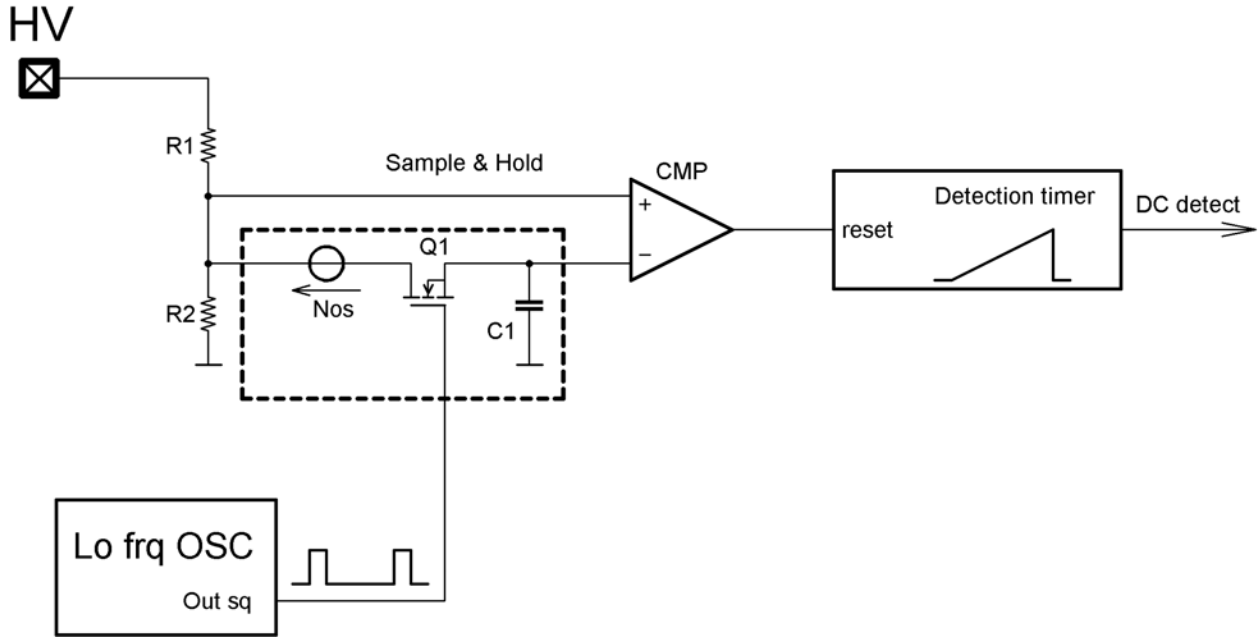 HV
R1
Sample & Hold
CMP
+
−
reset
Detection timer
DC detect
Q1
Nos
R2
C1
Lo frq OSC
Out sq